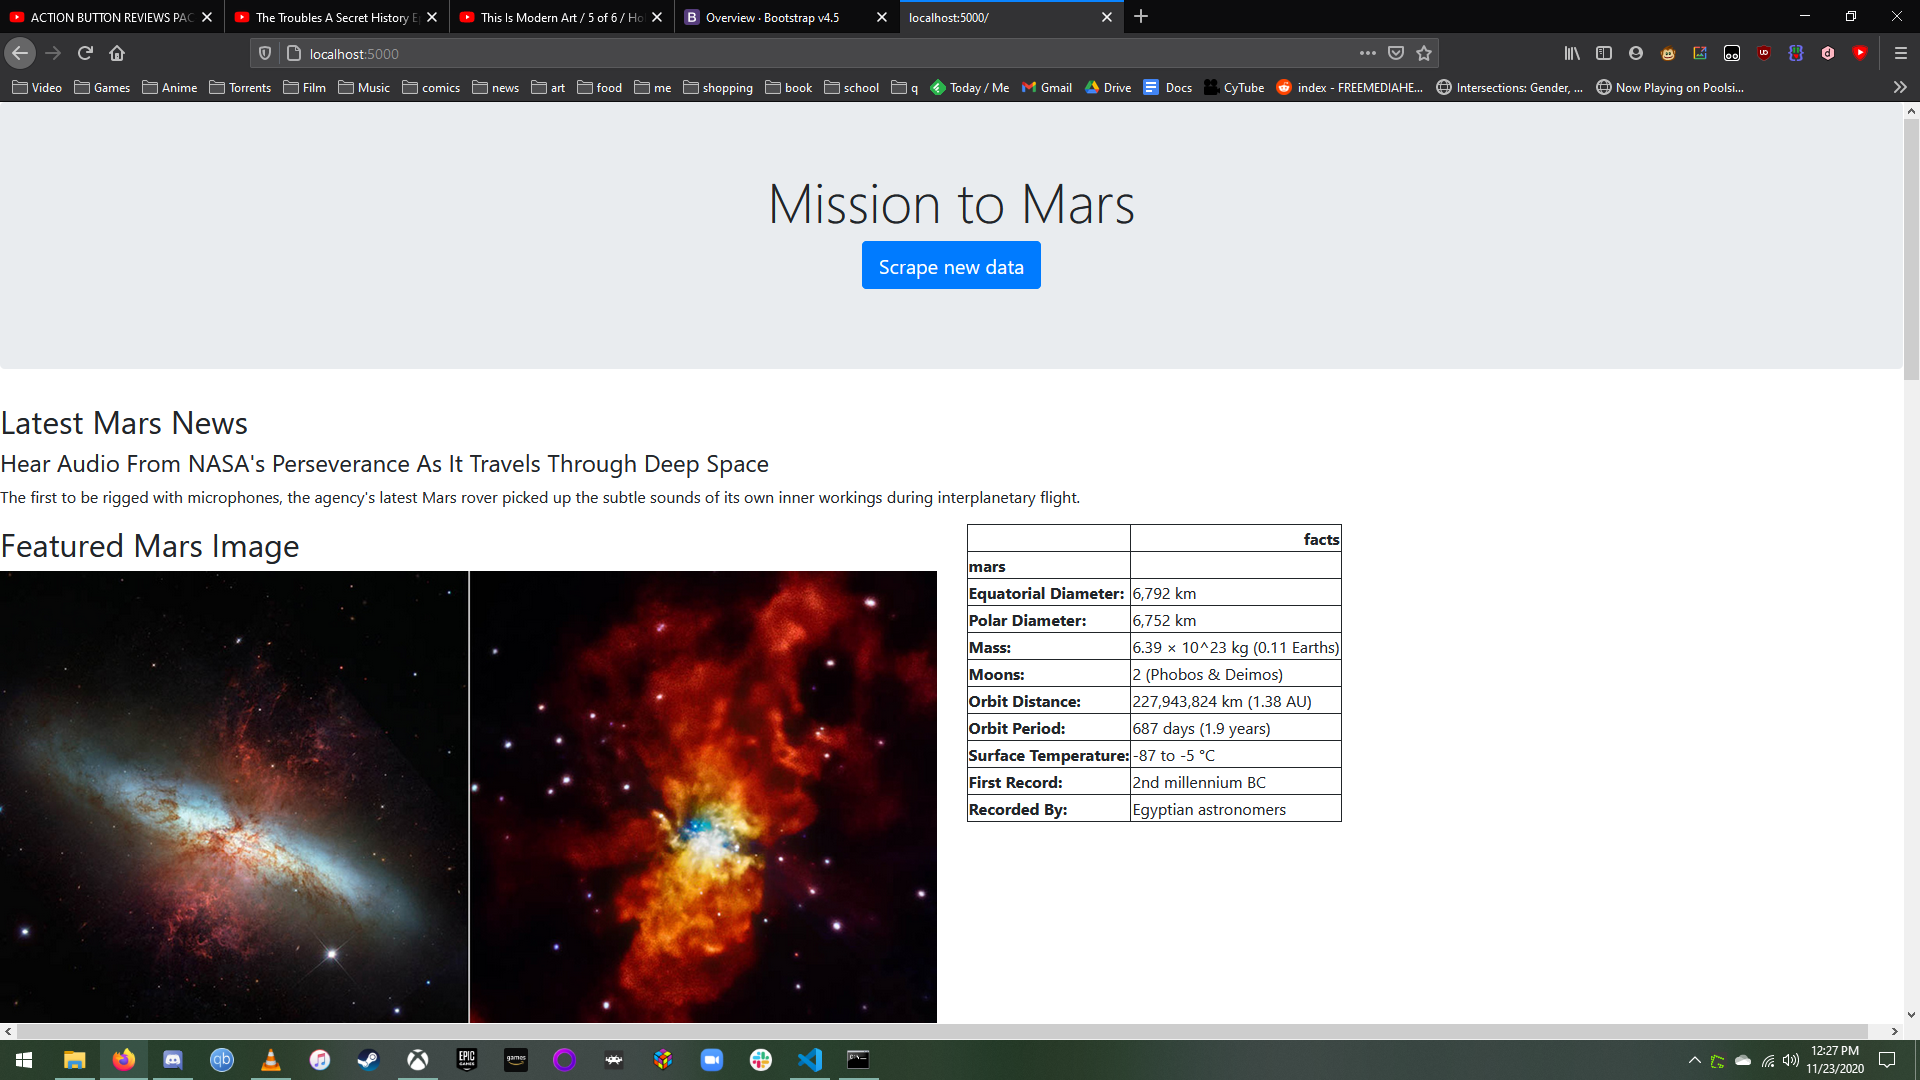 ACTION BUTTON REVIEWS PAC
The Troubles A Secret History E
This Is Modern Art / 5 of 6 / Ho
B Overview · Bootstrap v4.5
localhost:5000/
localhost:5000
Video Games Anime Torrents Film Music comics news art food me shopping book school q Today / Me Gmail Drive Docs CyTube index - FREEMEDIAHE... Intersections: Gender, ... Now Playing on Poolsi...
Mission to Mars
Scrape new data
Latest Mars News
Hear Audio From NASA's Perseverance As It Travels Through Deep Space
The first to be rigged with microphones, the agency's latest Mars rover picked up the subtle sounds of its own inner workings during interplanetary flight.
Featured Mars Image
facts
mars
Equatorial Diameter: 6,792 km
Polar Diameter: 6,752 km
Mass: 6.39 × 10^23 kg (0.11 Earths)
Moons: 2 (Phobos & Deimos)
Orbit Distance: 227,943,824 km (1.38 AU)
Orbit Period: 687 days (1.9 years)
Surface Temperature: -87 to -5 °C
First Record: 2nd millennium BC
Recorded By: Egyptian astronomers
qb
EPIC GAMES
games
12:27 PM
11/23/2020